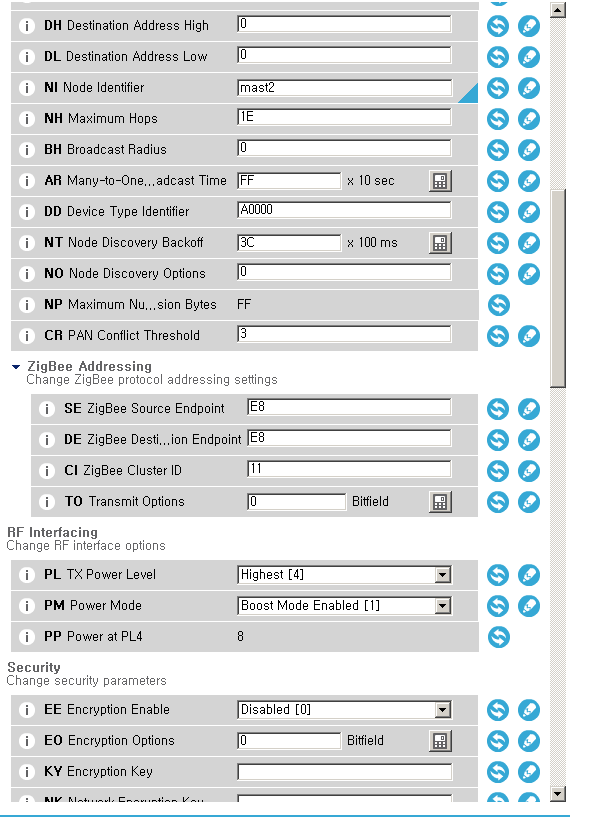 DH Destination Address High 0
DL Destination Address Low 0
NI Node Identifier mast2
NH Maximum Hops 1E
BH Broadcast Radius 0
AR Many-to-One...adcast Time FF x 10 sec
DD Device Type Identifier A0000
NT Node Discovery Backoff 3C x 100 ms
NO Node Discovery Options 0
NP Maximum Nu...sion Bytes FF
CR PAN Conflict Threshold 3
ZigBee Addressing
Change ZigBee protocol addressing settings
SE ZigBee Source Endpoint E8
DE ZigBee Desti...ion Endpoint E8
CI ZigBee Cluster ID 11
TO Transmit Options 0 Bitfield
RF Interfacing
Change RF interface options
PL TX Power Level Highest [4]
PM Power Mode Boost Mode Enabled [1]
PP Power at PL4 8
Security
Change security parameters
EE Encryption Enable Disabled [0]
EO Encryption Options 0 Bitfield
KY Encryption Key
NK Network Encryption Key